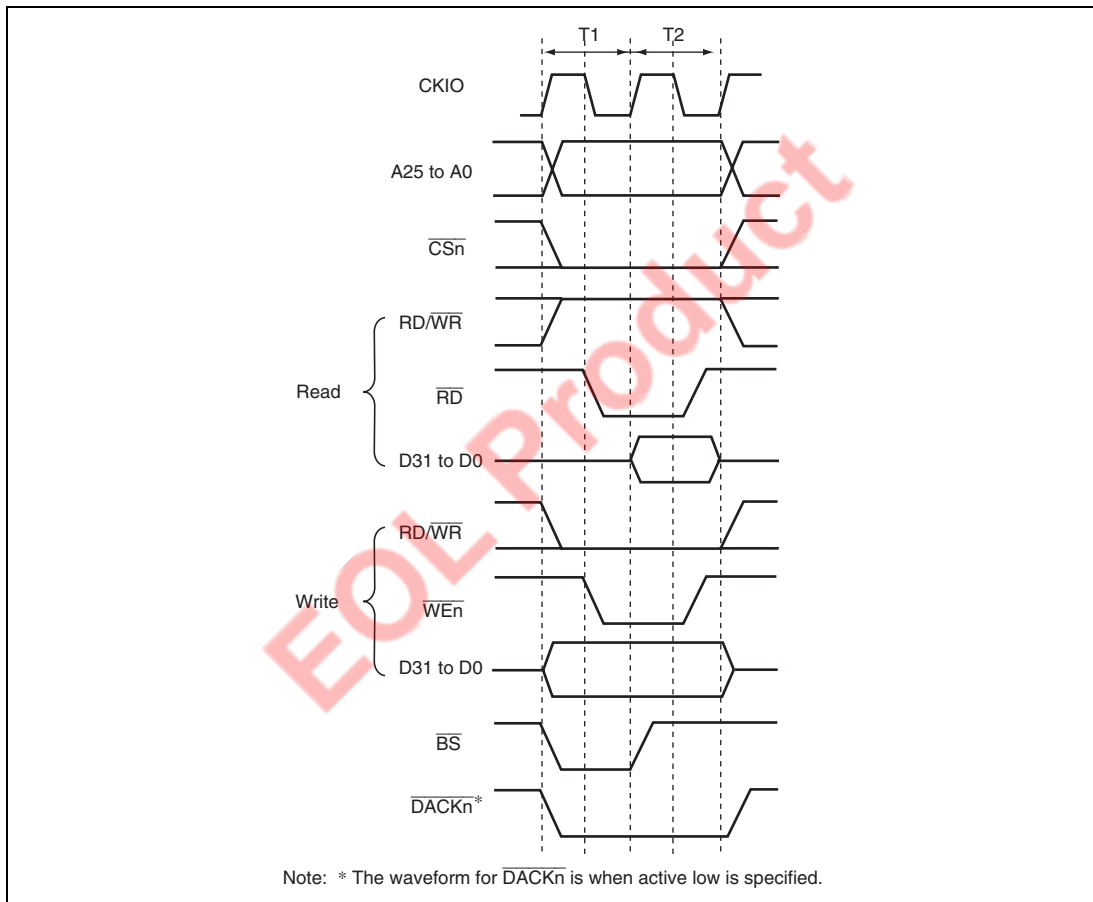 T1 T2
CKIO
A25 to A0
CSn
RD/WR
Read
RD
D31 to D0
RD/WR
Write
WEn
D31 to D0
BS
DACKn*
Note: * The waveform for DACKn is when active low is specified.
EOL Product